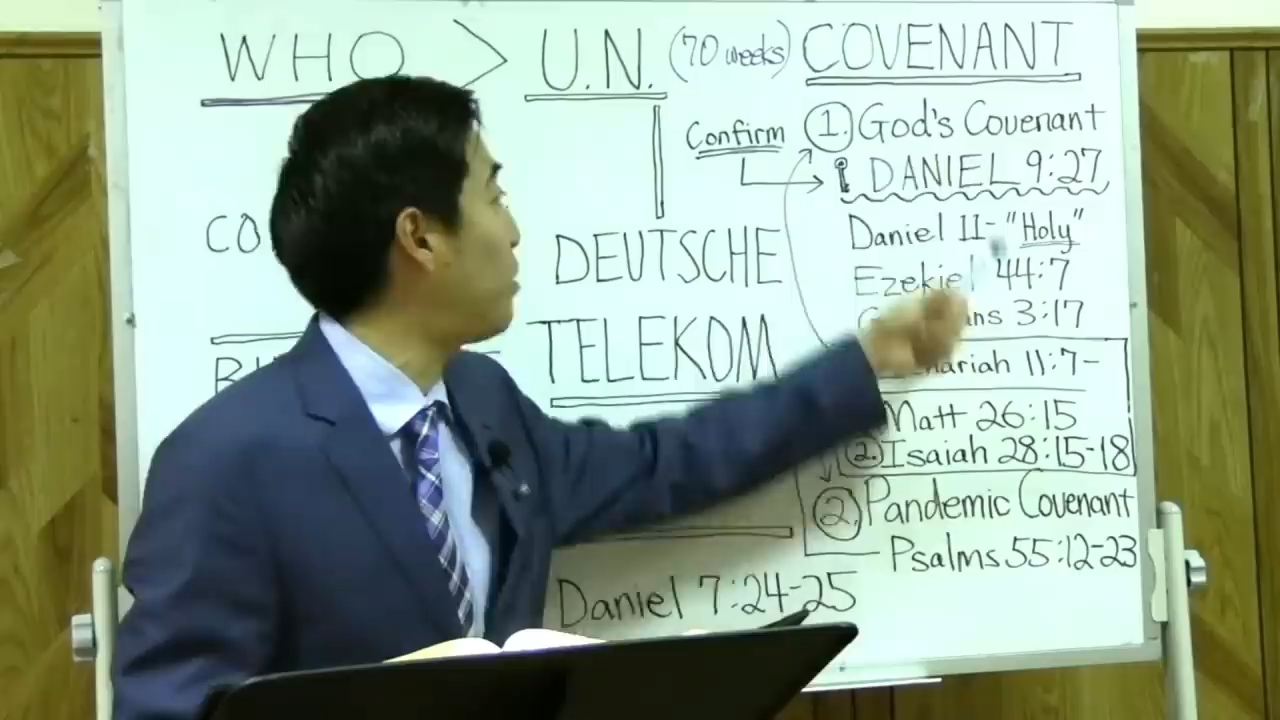 WHO > U.N. (70 weeks) COVENANT
Confirm
1. God's Covenant
DANIEL 9:27
Daniel 11- "Holy"
Ezekiel 44:7
3:17
11:7-
Matt 26:15
2. Isaiah 28:15-18
2. Pandemic Covenant
Psalms 55:12-23
DEUTSCHE
TELEKOM
Daniel 7:24-25